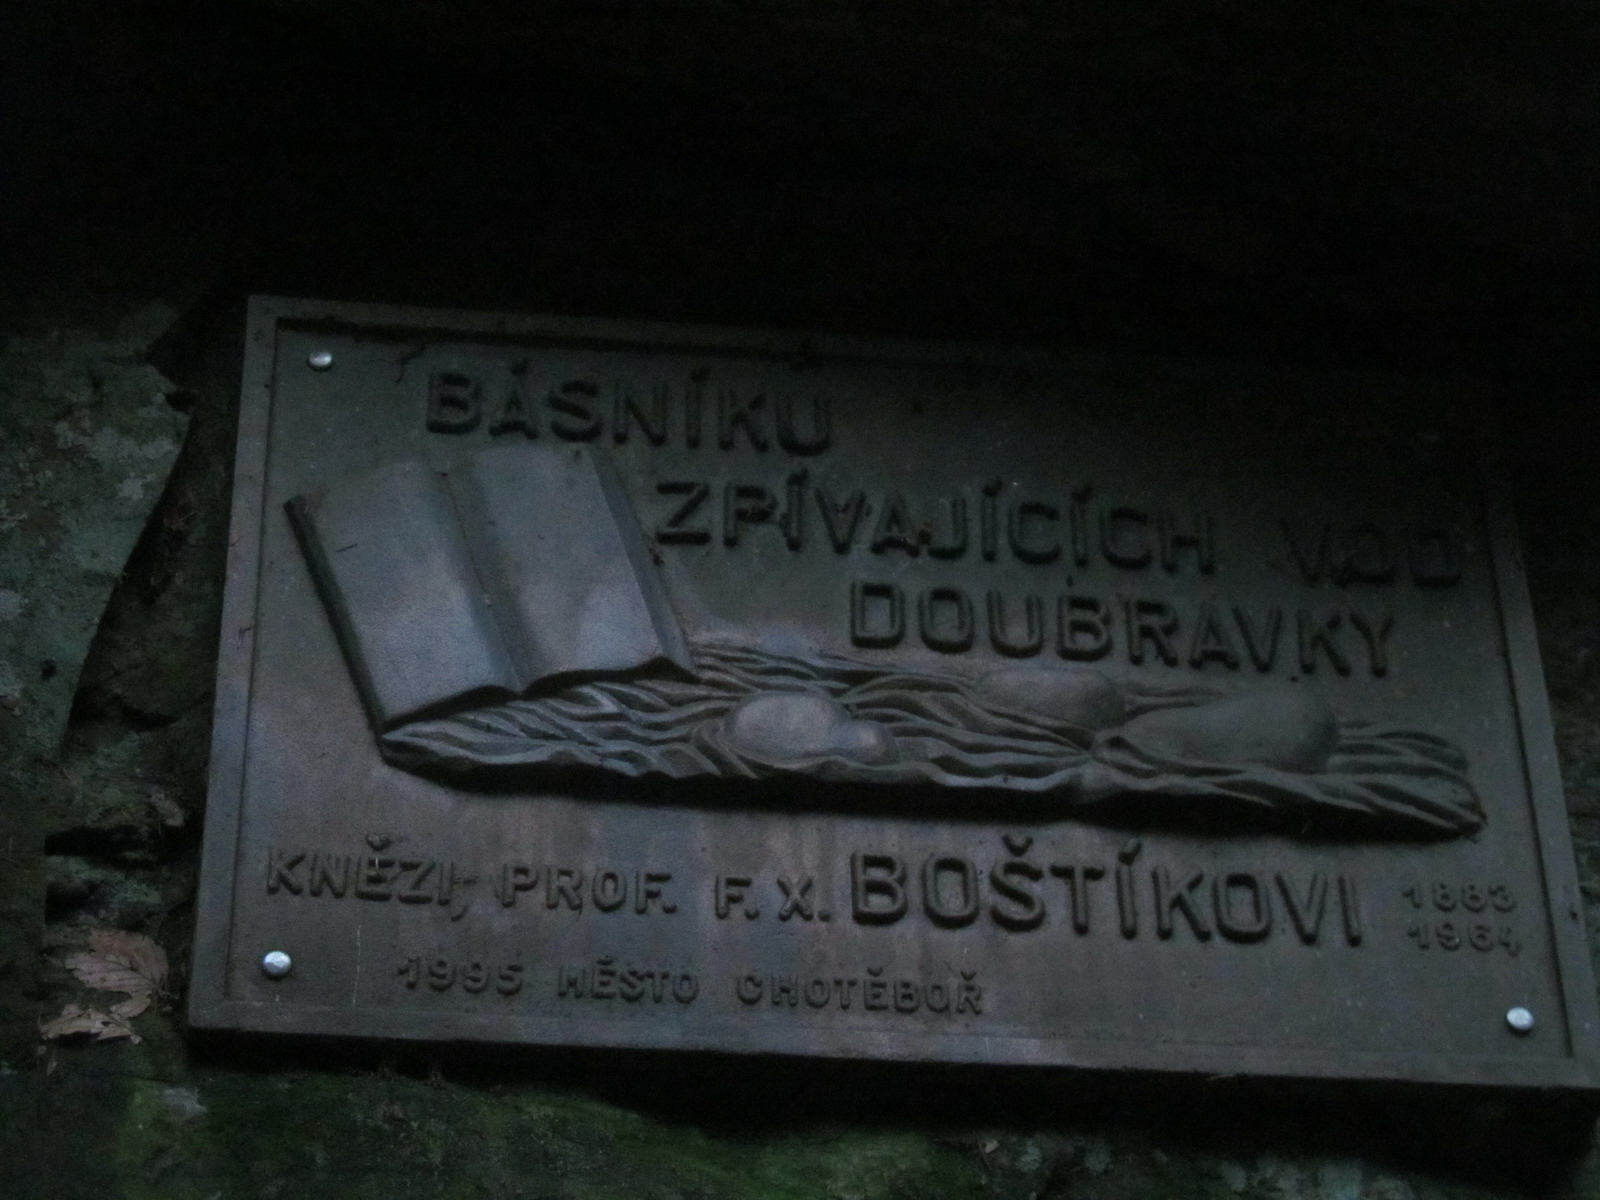 BÁSNÍKU
ZPÍVAJÍCÍCH VOD
DOUBRAVKY
KNĚZI, PROF. F. X. BOŠTÍKOVI 1883
1964
1995 MĚSTO CHOTĚBOŘ